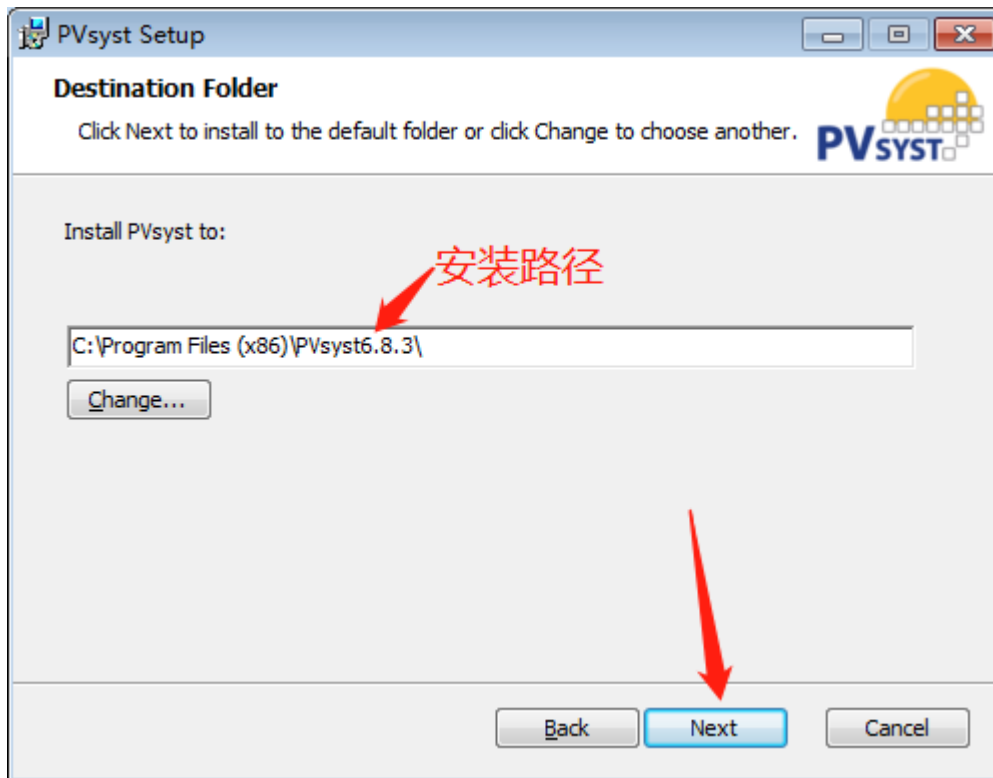 PVsyst Setup
Destination Folder
Click Next to install to the default folder or click Change to choose another.
PVSYST
Install PVsyst to:
安装路径
C:\Program Files (x86)\PVsyst6.8.3\
Change...
Back
Next
Cancel